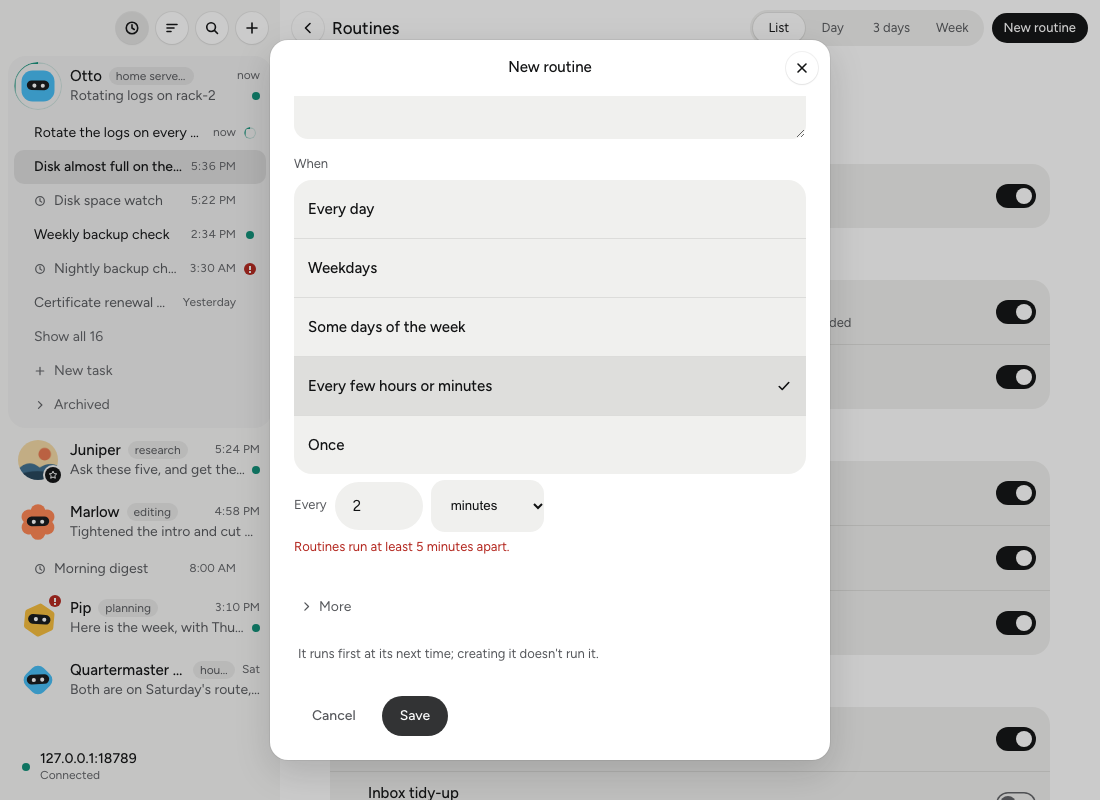 Routines
List
Day
3 days
Week
New routine
Otto
home serve...
now
Rotating logs on rack-2
Rotate the logs on every ...
now
Disk almost full on the...
5:36 PM
Disk space watch
5:22 PM
Weekly backup check
2:34 PM
Nightly backup ch...
3:30 AM
Certificate renewal ...
Yesterday
Show all 16
New task
Archived
Juniper
research
5:24 PM
Ask these five, and get the...
Marlow
editing
4:58 PM
Tightened the intro and cut ...
Morning digest
8:00 AM
Pip
planning
3:10 PM
Here is the week, with Thu...
Quartermaster ...
hou...
Sat
Both are on Saturday's route,...
127.0.0.1:18789
Connected
New routine
When
Every day
Weekdays
Some days of the week
Every few hours or minutes
Once
Every
2
minutes
Routines run at least 5 minutes apart.
More
It runs first at its next time; creating it doesn't run it.
Cancel
Save
Inbox tidy-up